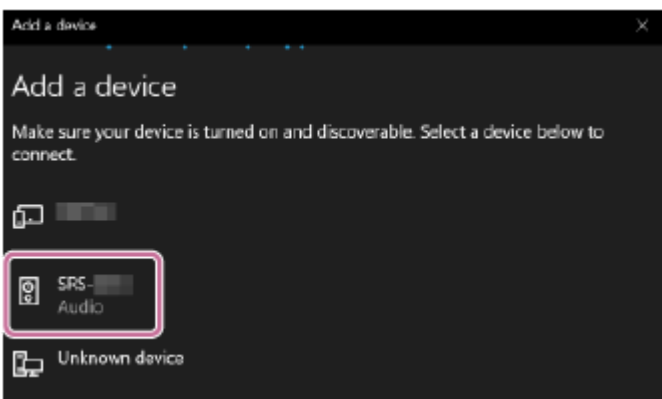 Add a device
Add a device
Make sure your device is turned on and discoverable. Select a device below to
connect.
SRS-
Audio
Unknown device